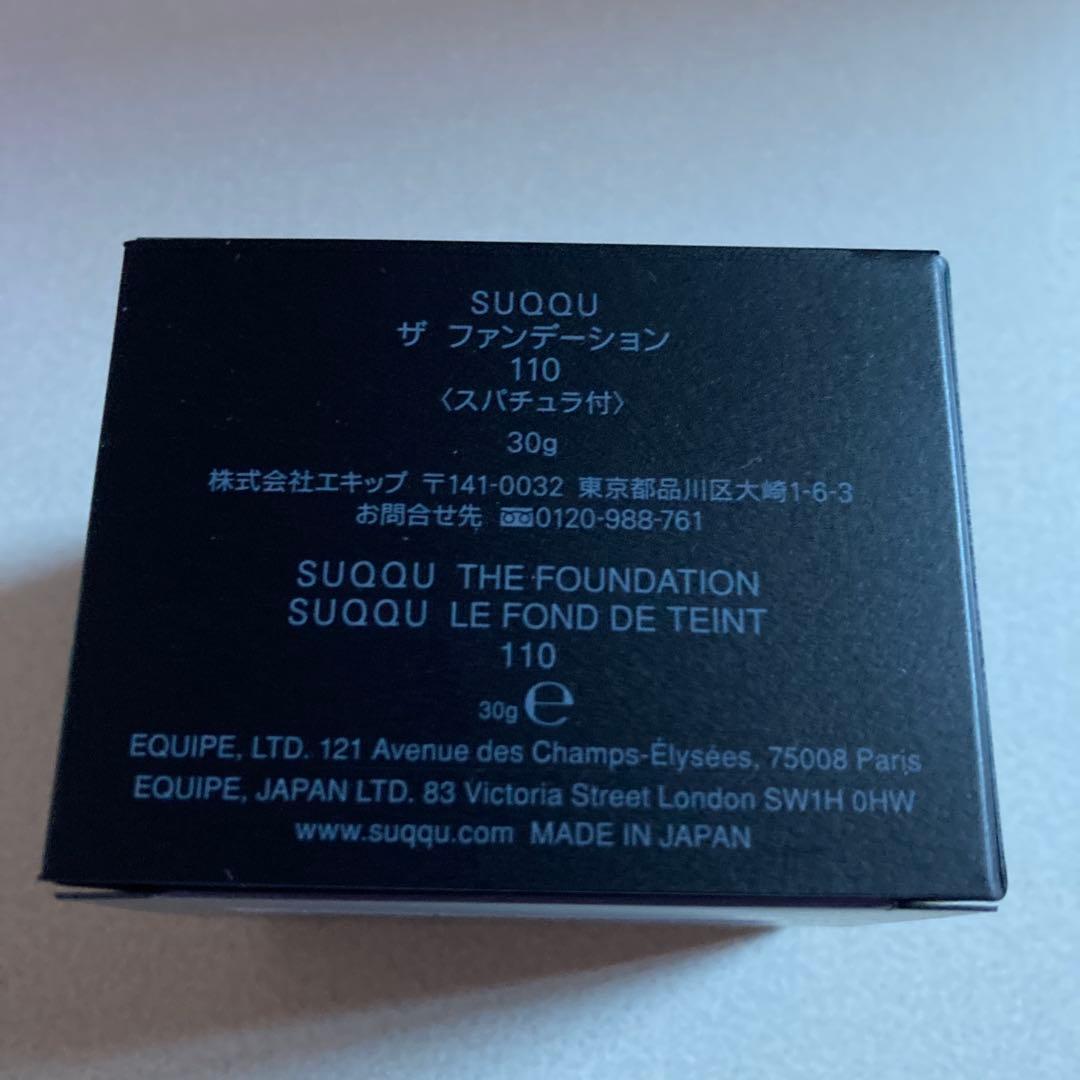 SUQQU
ザ ファンデーション
110
〈スパチュラ付〉
30g
株式会社エキップ 〒141-0032 東京都品川区大崎1-6-3
お問合せ先 0120-988-761
SUQQU THE FOUNDATION
SUQQU LE FOND DE TEINT
110
30g ℮
EQUIPE, LTD. 121 Avenue des Champs-Élysées, 75008 Paris
EQUIPE, JAPAN LTD. 83 Victoria Street London SW1H 0HW
www.suqqu.com MADE IN JAPAN